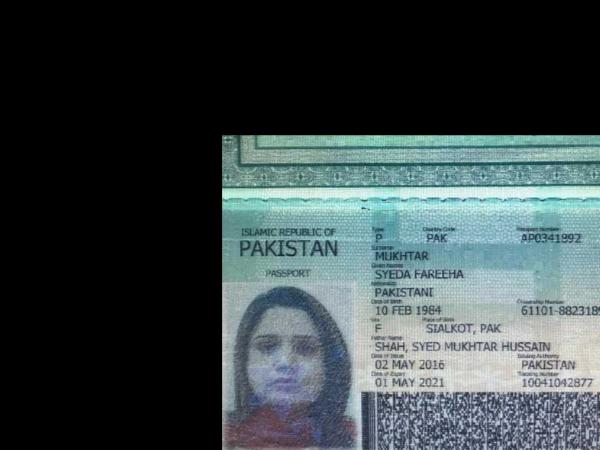 ISLAMIC REPUBLIC OF
PAKISTAN
PASSPORT
Type Country Code Passport Number
P PAK AP0341992
Surname
MUKHTAR
Given Names
SYEDA FAREEHA
Nationality
PAKISTANI
Date of Birth Citizenship Number
10 FEB 1984 61101-8823189
Sex Place of Birth
F SIALKOT, PAK
Father Name
SHAH, SYED MUKHTAR HUSSAIN
Date of Issue Issuing Authority
02 MAY 2016 PAKISTAN
Date of Expiry Tracking Number
01 MAY 2021 10041042877